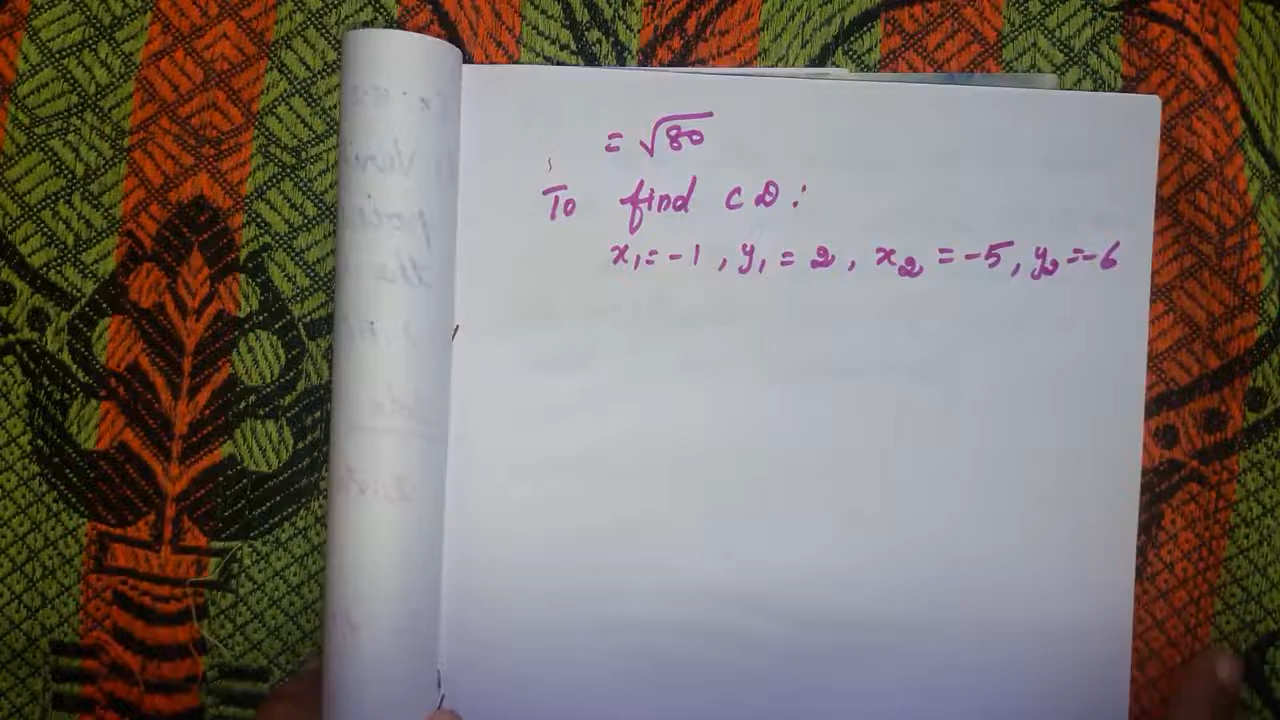 = √80
To find CD:
x₁=-1, y₁ = 2, x₂ = -5, y₂ =-6